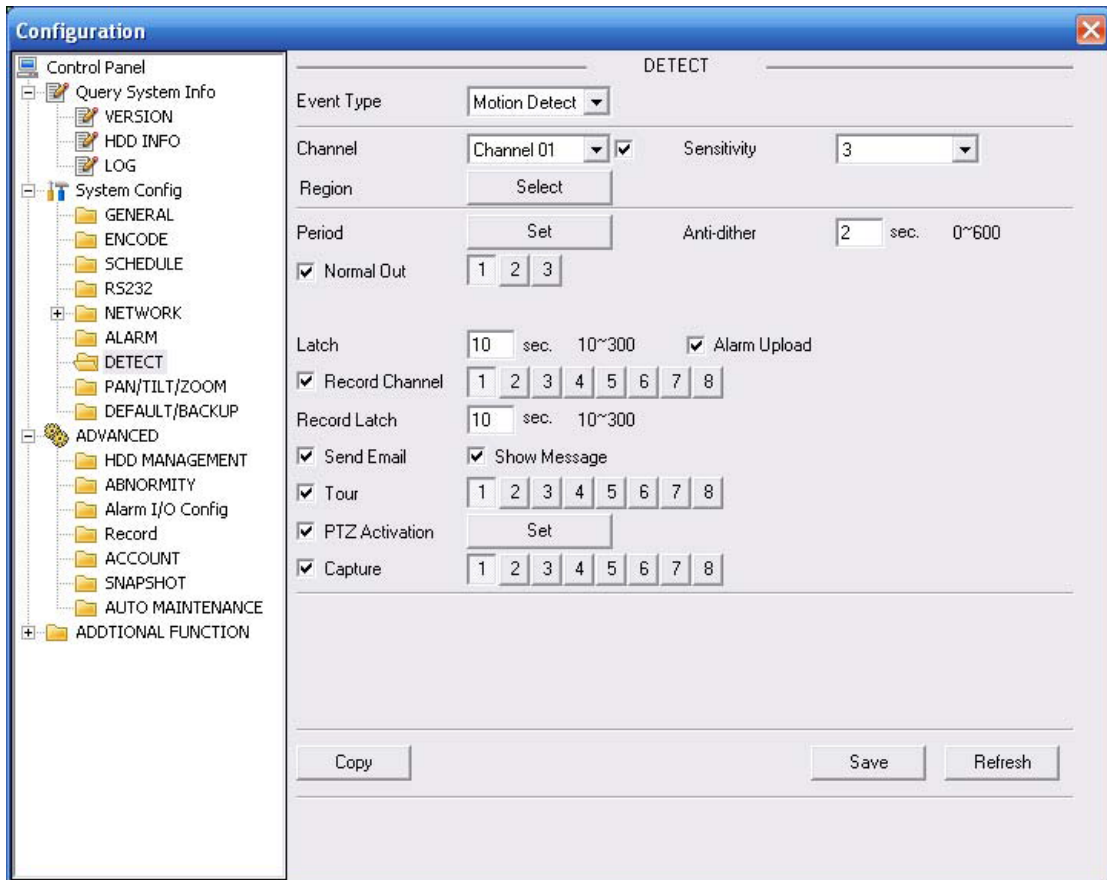 Configuration
Control Panel
Query System Info
VERSION
HDD INFO
LOG
System Config
GENERAL
ENCODE
SCHEDULE
RS232
NETWORK
ALARM
DETECT
PAN/TILT/ZOOM
DEFAULT/BACKUP
ADVANCED
HDD MANAGEMENT
ABNORMITY
Alarm I/O Config
Record
ACCOUNT
SNAPSHOT
AUTO MAINTENANCE
ADDTIONAL FUNCTION
DETECT
Event Type Motion Detect
Channel Channel 01 Sensitivity 3
Region Select
Period Set Anti-dither 2 sec. 0~600
Normal Out 1 2 3
Latch 10 sec. 10~300 Alarm Upload
Record Channel 1 2 3 4 5 6 7 8
Record Latch 10 sec. 10~300
Send Email Show Message
Tour 1 2 3 4 5 6 7 8
PTZ Activation Set
Capture 1 2 3 4 5 6 7 8
Copy Save Refresh